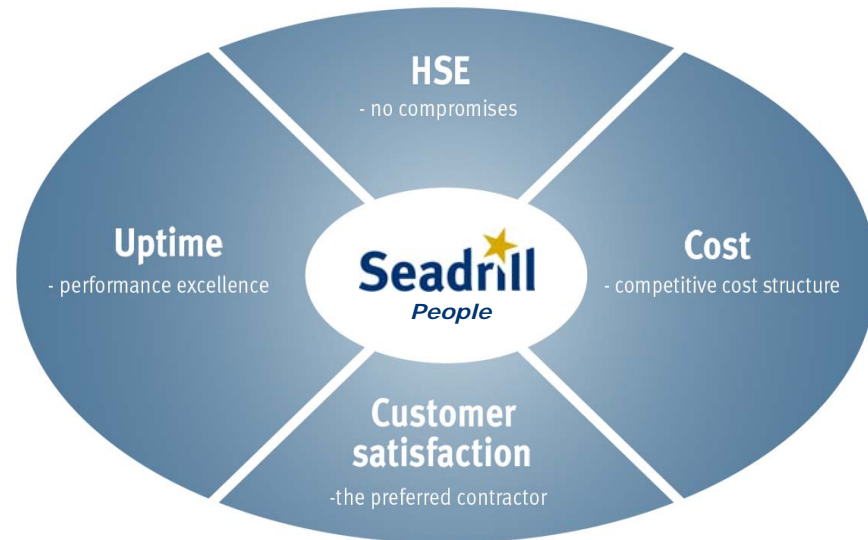 HSE
- no compromises
Uptime
- performance excellence
Seadrill
People
Cost
- competitive cost structure
Customer
satisfaction
-the preferred contractor